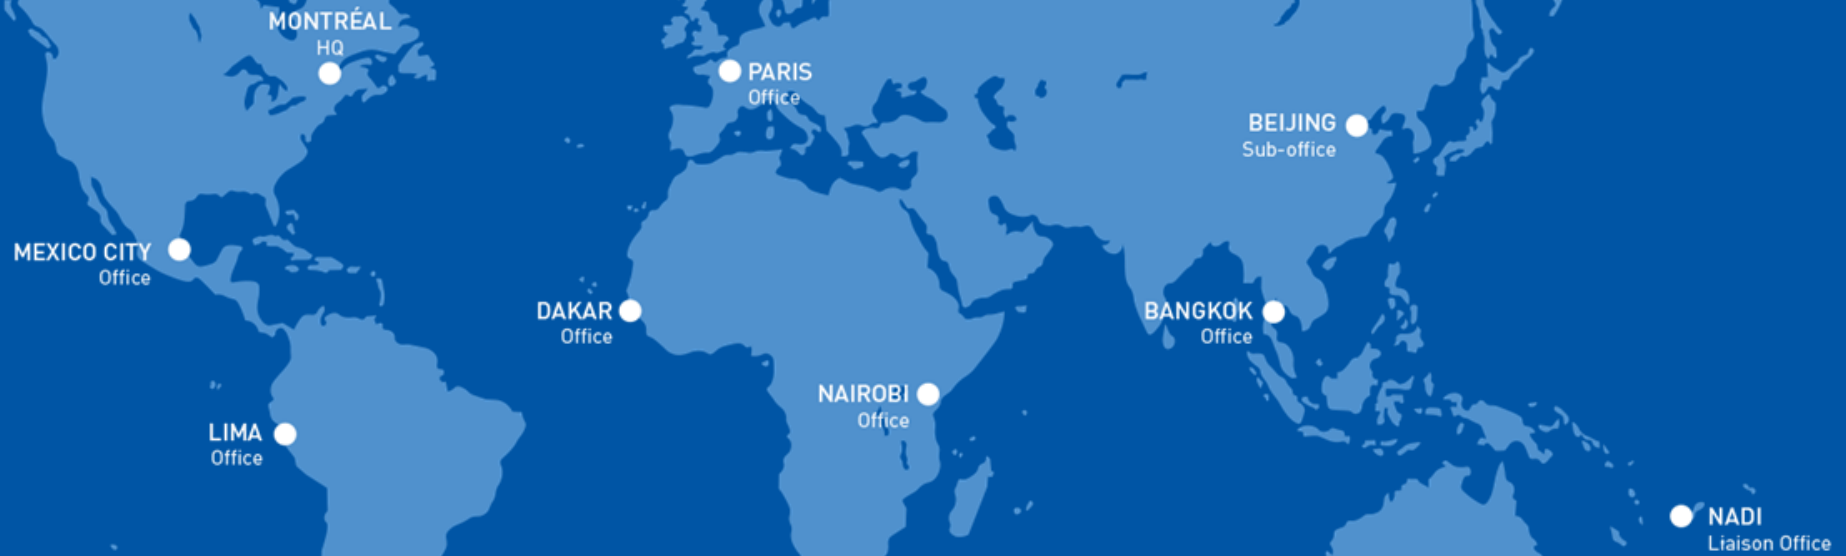 MONTRÉAL
HQ
PARIS
Office
BEIJING
Sub-office
MEXICO CITY
Office
DAKAR
Office
BANGKOK
Office
NAIROBI
Office
LIMA
Office
NADI
Liaison Office